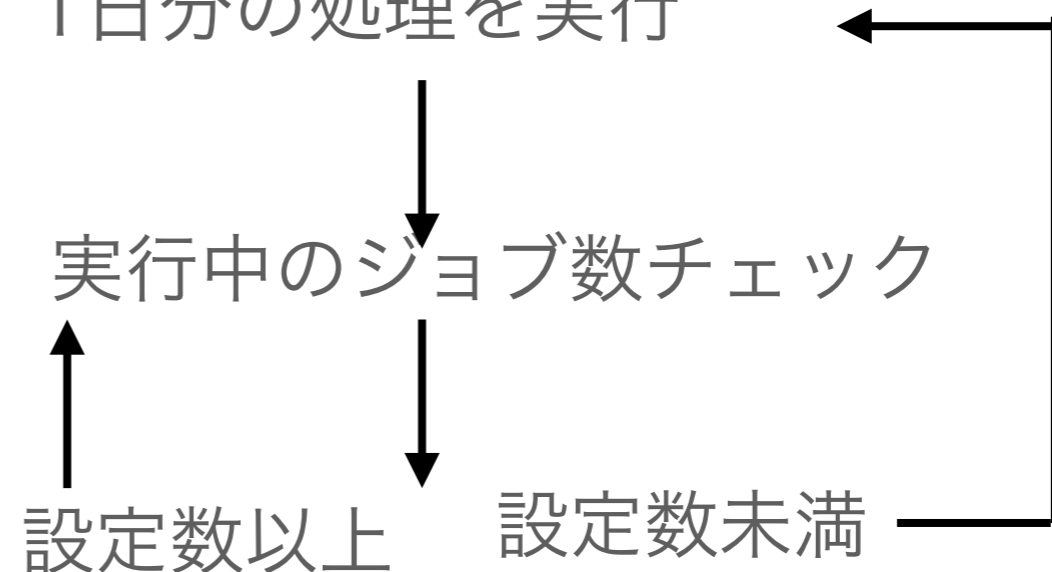 1日分の処理を実行
実行中のジョブ数チェック
設定数以上
設定数未満